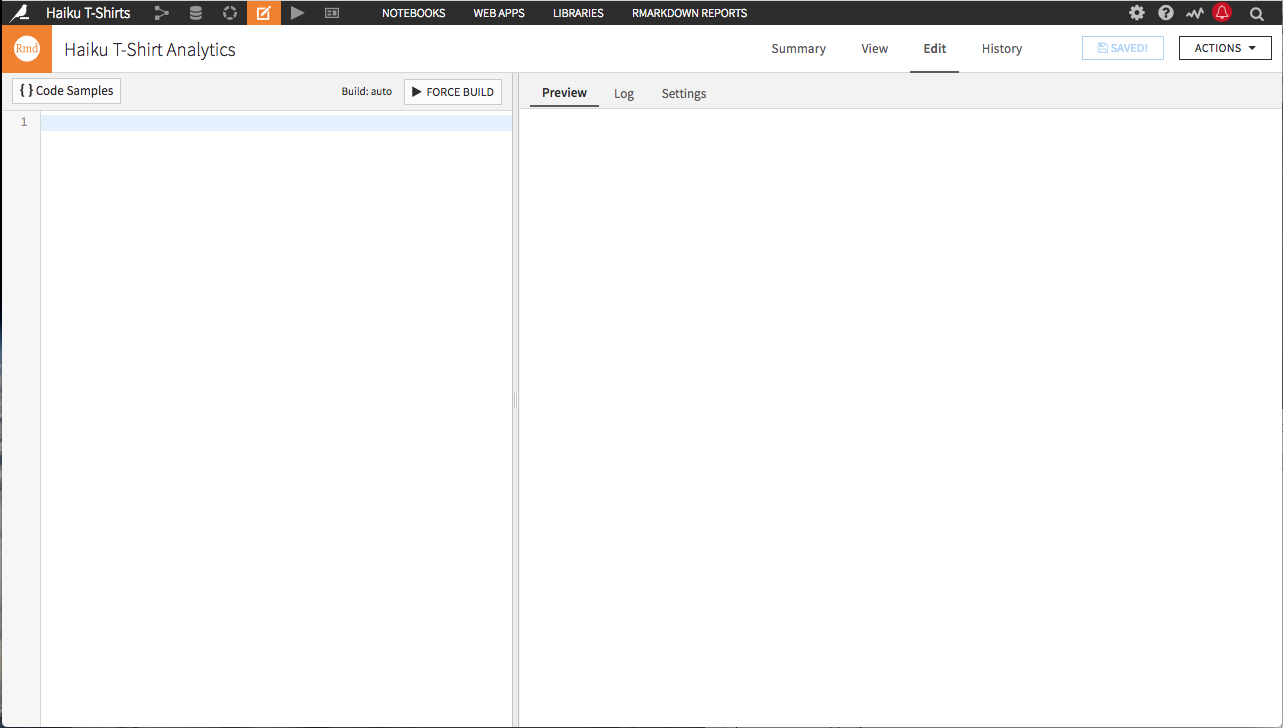 Haiku T-Shirts NOTEBOOKS WEB APPS LIBRARIES RMARKDOWN REPORTS
Rmd Haiku T-Shirt Analytics Summary View Edit History SAVED! ACTIONS
{ } Code Samples Build: auto FORCE BUILD Preview Log Settings
1